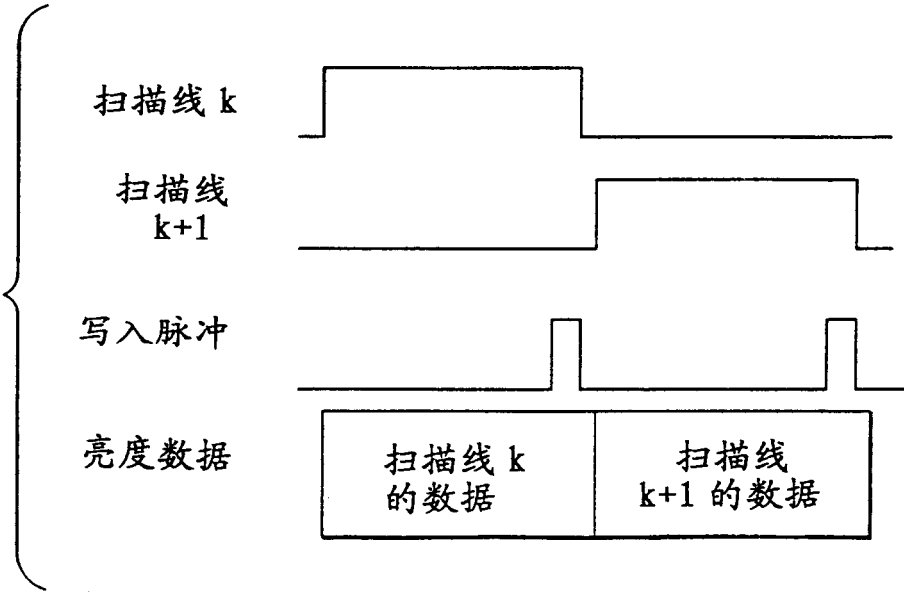 扫描线 k
扫描线
k+1
写入脉冲
亮度数据
扫描线 k
的数据
扫描线
k+1 的数据